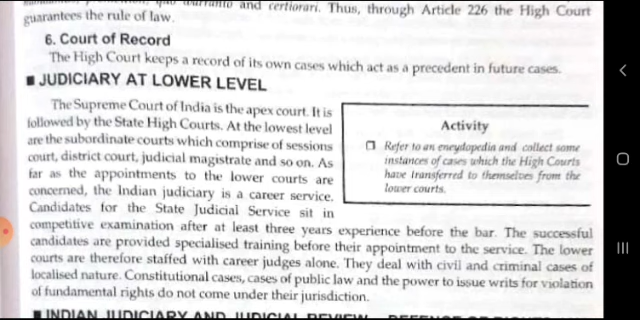 quo warranto and certiorari. Thus, through Article 226 the High Court
guarantees the rule of law.
6. Court of Record
The High Court keeps a record of its own cases which act as a precedent in future cases.
■ JUDICIARY AT LOWER LEVEL
The Supreme Court of India is the apex court. It is
followed by the State High Courts. At the lowest level
are the subordinate courts which comprise of sessions
court, district court, judicial magistrate and so on. As
far as the appointments to the lower courts are
concerned, the Indian judiciary is a career service.
Candidates for the State Judicial Service sit in
Activity
❒ Refer to an encyclopedia and collect some
instances of cases which the High Courts
have transferred to themselves from the
lower courts.
competitive examination after at least three years experience before the bar. The successful
candidates are provided specialised training before their appointment to the service. The lower
courts are therefore staffed with career judges alone. They deal with civil and criminal cases of
localised nature. Constitutional cases, cases of public law and the power to issue writs for violation
of fundamental rights do not come under their jurisdiction.
■ INDIAN JUDICIARY AND JUDICIAL REVIEW